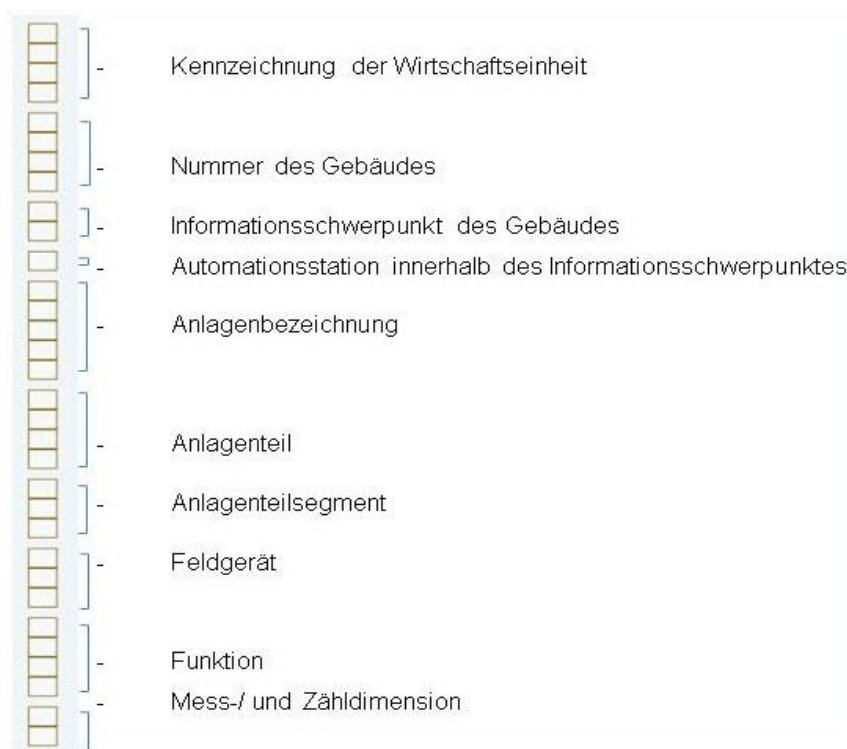 - Kennzeichnung der Wirtschaftseinheit
- Nummer des Gebäudes
- Informationsschwerpunkt des Gebäudes
- Automationsstation innerhalb des Informationsschwerpunktes
- Anlagenbezeichnung
- Anlagenteil
- Anlagenteilsegment
- Feldgerät
- Funktion
- Mess-/ und Zähldimension